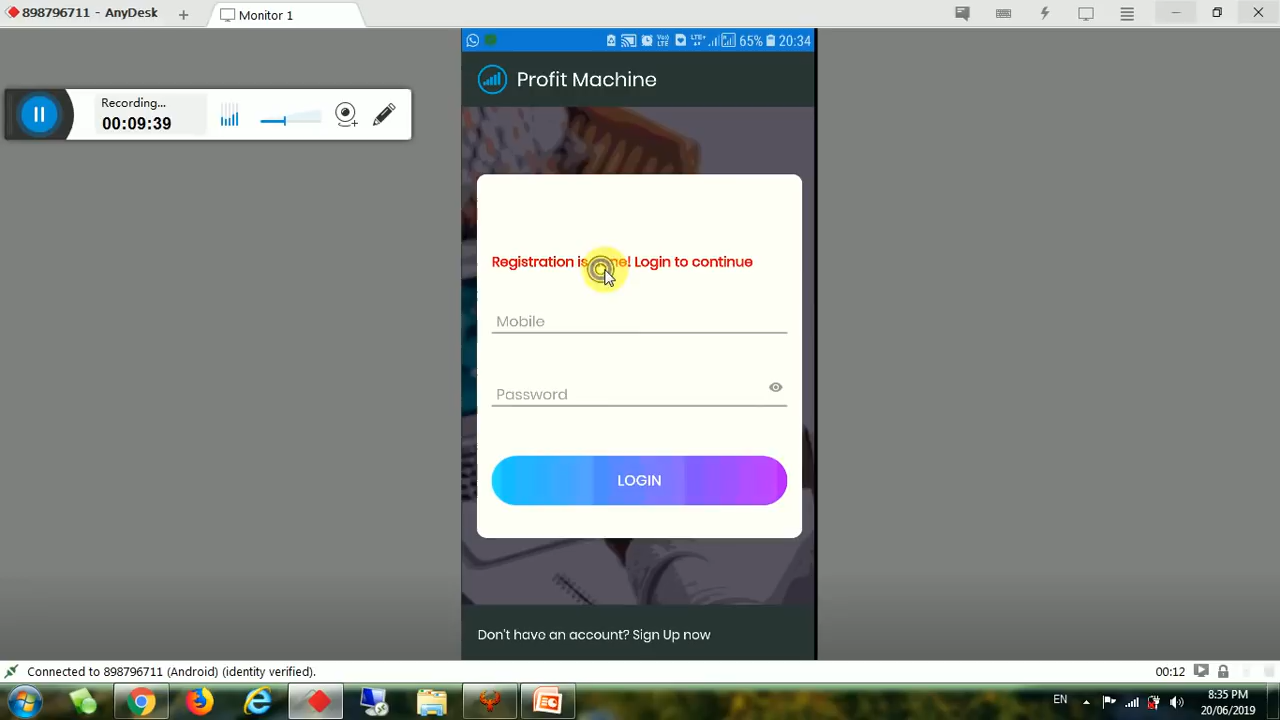 898796711 - AnyDesk
Monitor 1
65% 20:34
Profit Machine
Recording...
00:09:39
Registration is Login to continue
Mobile
Password
LOGIN
Don't have an account? Sign Up now
Connected to 898796711 (Android) (identity verified).
00:12
EN
8:35 PM
20/06/2019